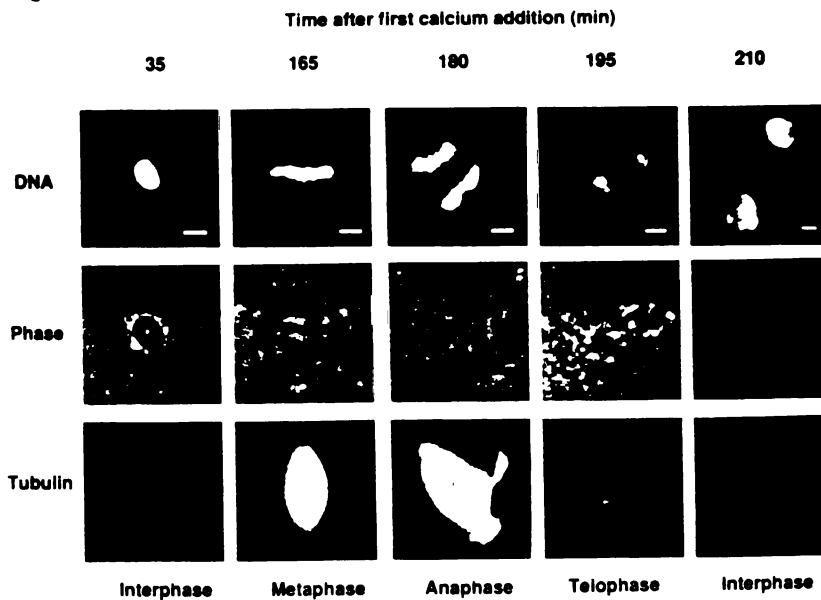 Time after first calcium addition (min)
35 165 180 195 210
DNA
Phase
Tubulin
Interphase Metaphase Anaphase Telophase Interphase